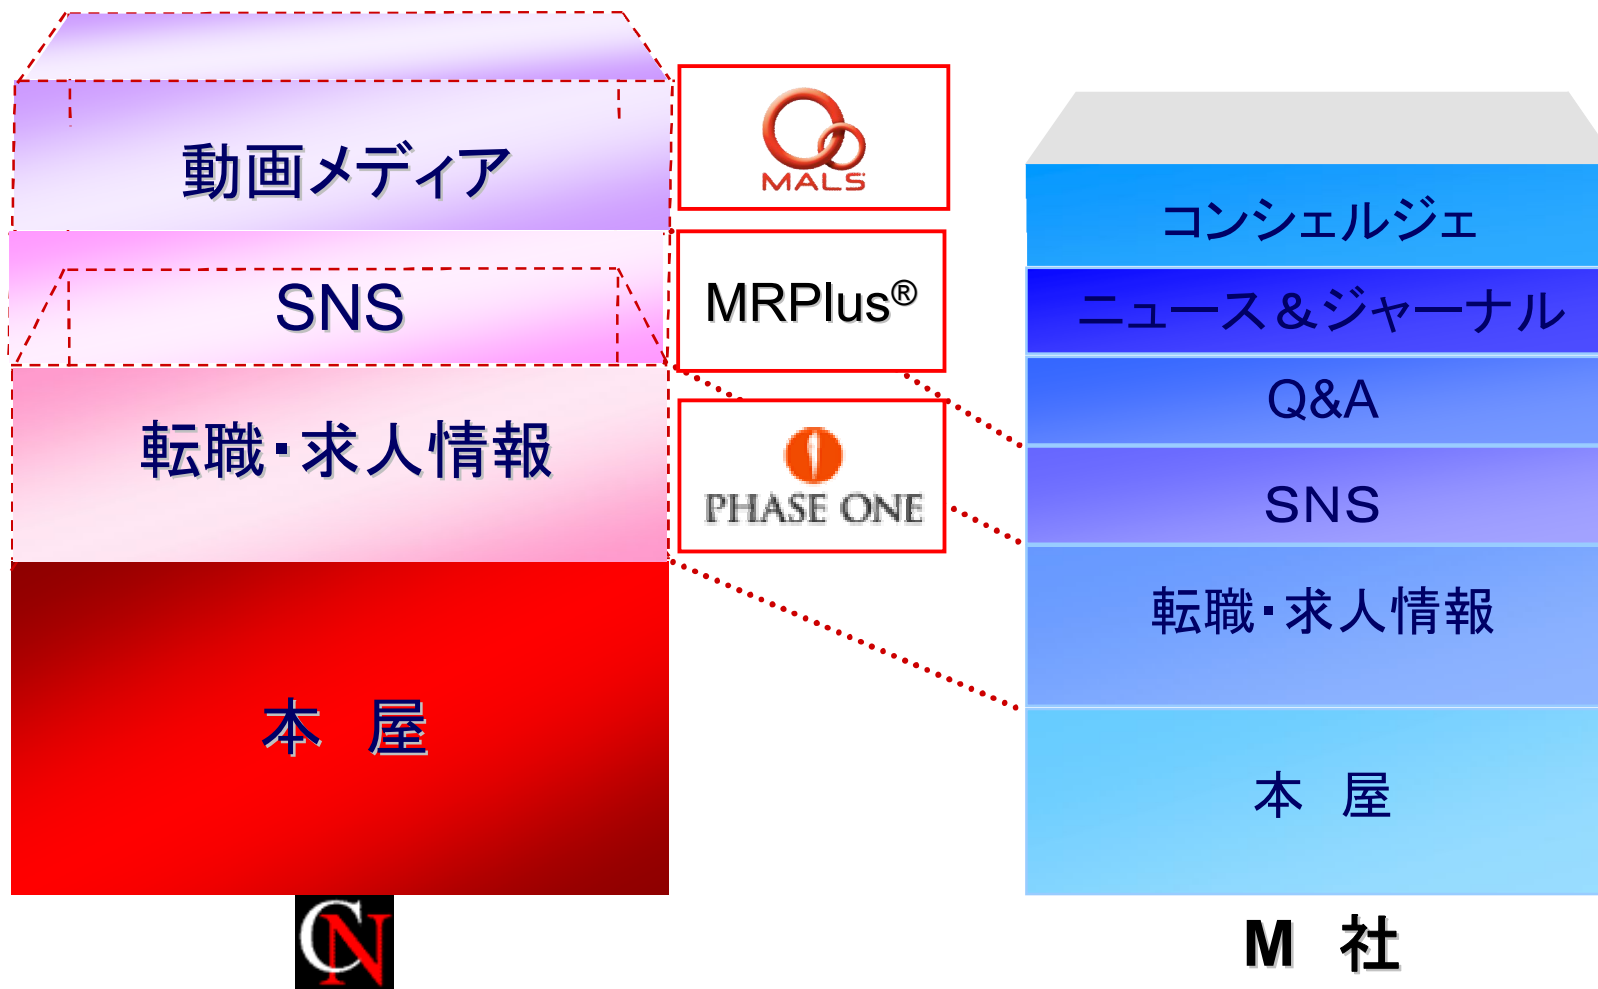 動画メディア
SNS
転職・求人情報
本　屋
CN
MALS
MRPlus®
PHASE ONE
コンシェルジェ
ニュース＆ジャーナル
Q&A
SNS
転職・求人情報
本　屋
M　社